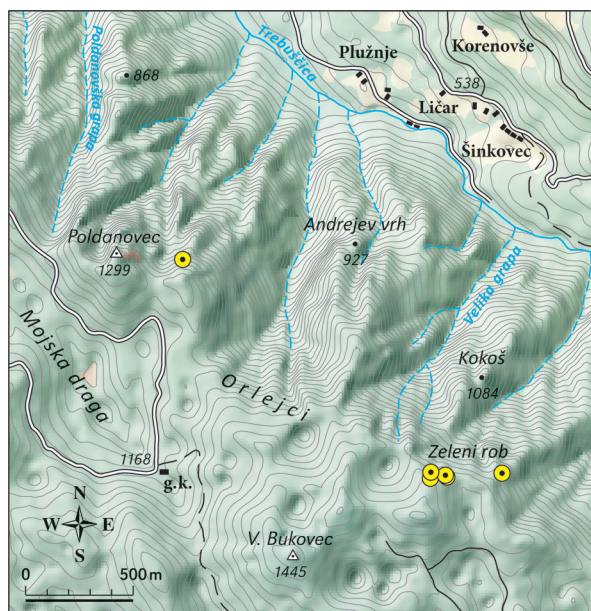 Poldanovška grapa
868
Trebuščica
Plužnje
Korenovše
538
Ličar
Šinkovec
Poldanovec
1299
Andrejev vrh
927
Velika grapa
Mojska draga
Orlejci
Kokoš
1084
1168
g.k.
Zeleni rob
N
W E
S
V. Bukovec
1445
0 500 m